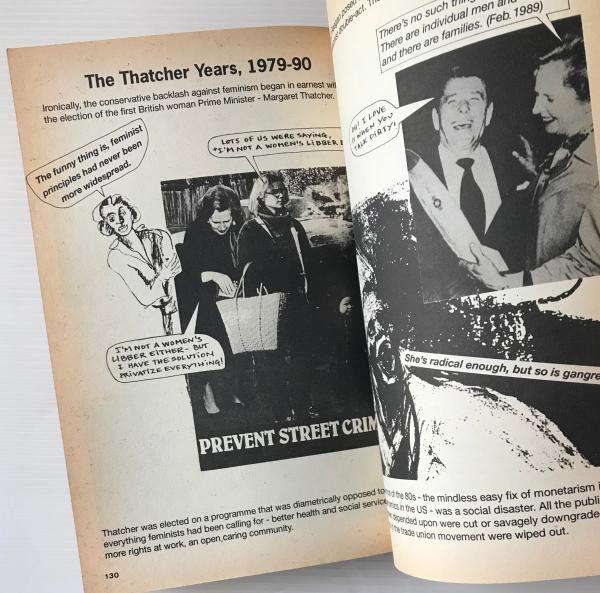 The Thatcher Years, 1979-90
Ironically, the conservative backlash against feminism began in earnest
the election of the first British woman Prime Minister - Margaret Thatcher.
The funny thing is, feminist
principles had never been
more widespread.
LOTS OF US WERE SAYING,
"I'M NOT A WOMEN'S LIBBER
I'M NOT A WOMEN'S
LIBBER EITHER - BUT
I HAVE THE SOLUTION
PRIVATIZE EVERYTHING!
PREVENT STREET CRIM
Thatcher was elected on a programme that was diametrically opposed to
everything feminists had been calling for - better health and social service
more rights at work, an open, caring community.
130
posed
double-act.
There's no such thing
There are individual men and
and there are families. (Feb. 1989)
HI! I LOVE
WHEN YOU
TALK DIRTY!
She's radical enough, but so is gangre
of the 80s - the mindless easy fix of monetarism
in the US - was a social disaster. All the publi
depended upon were cut or savagely downgrade
the trade union movement were wiped out.